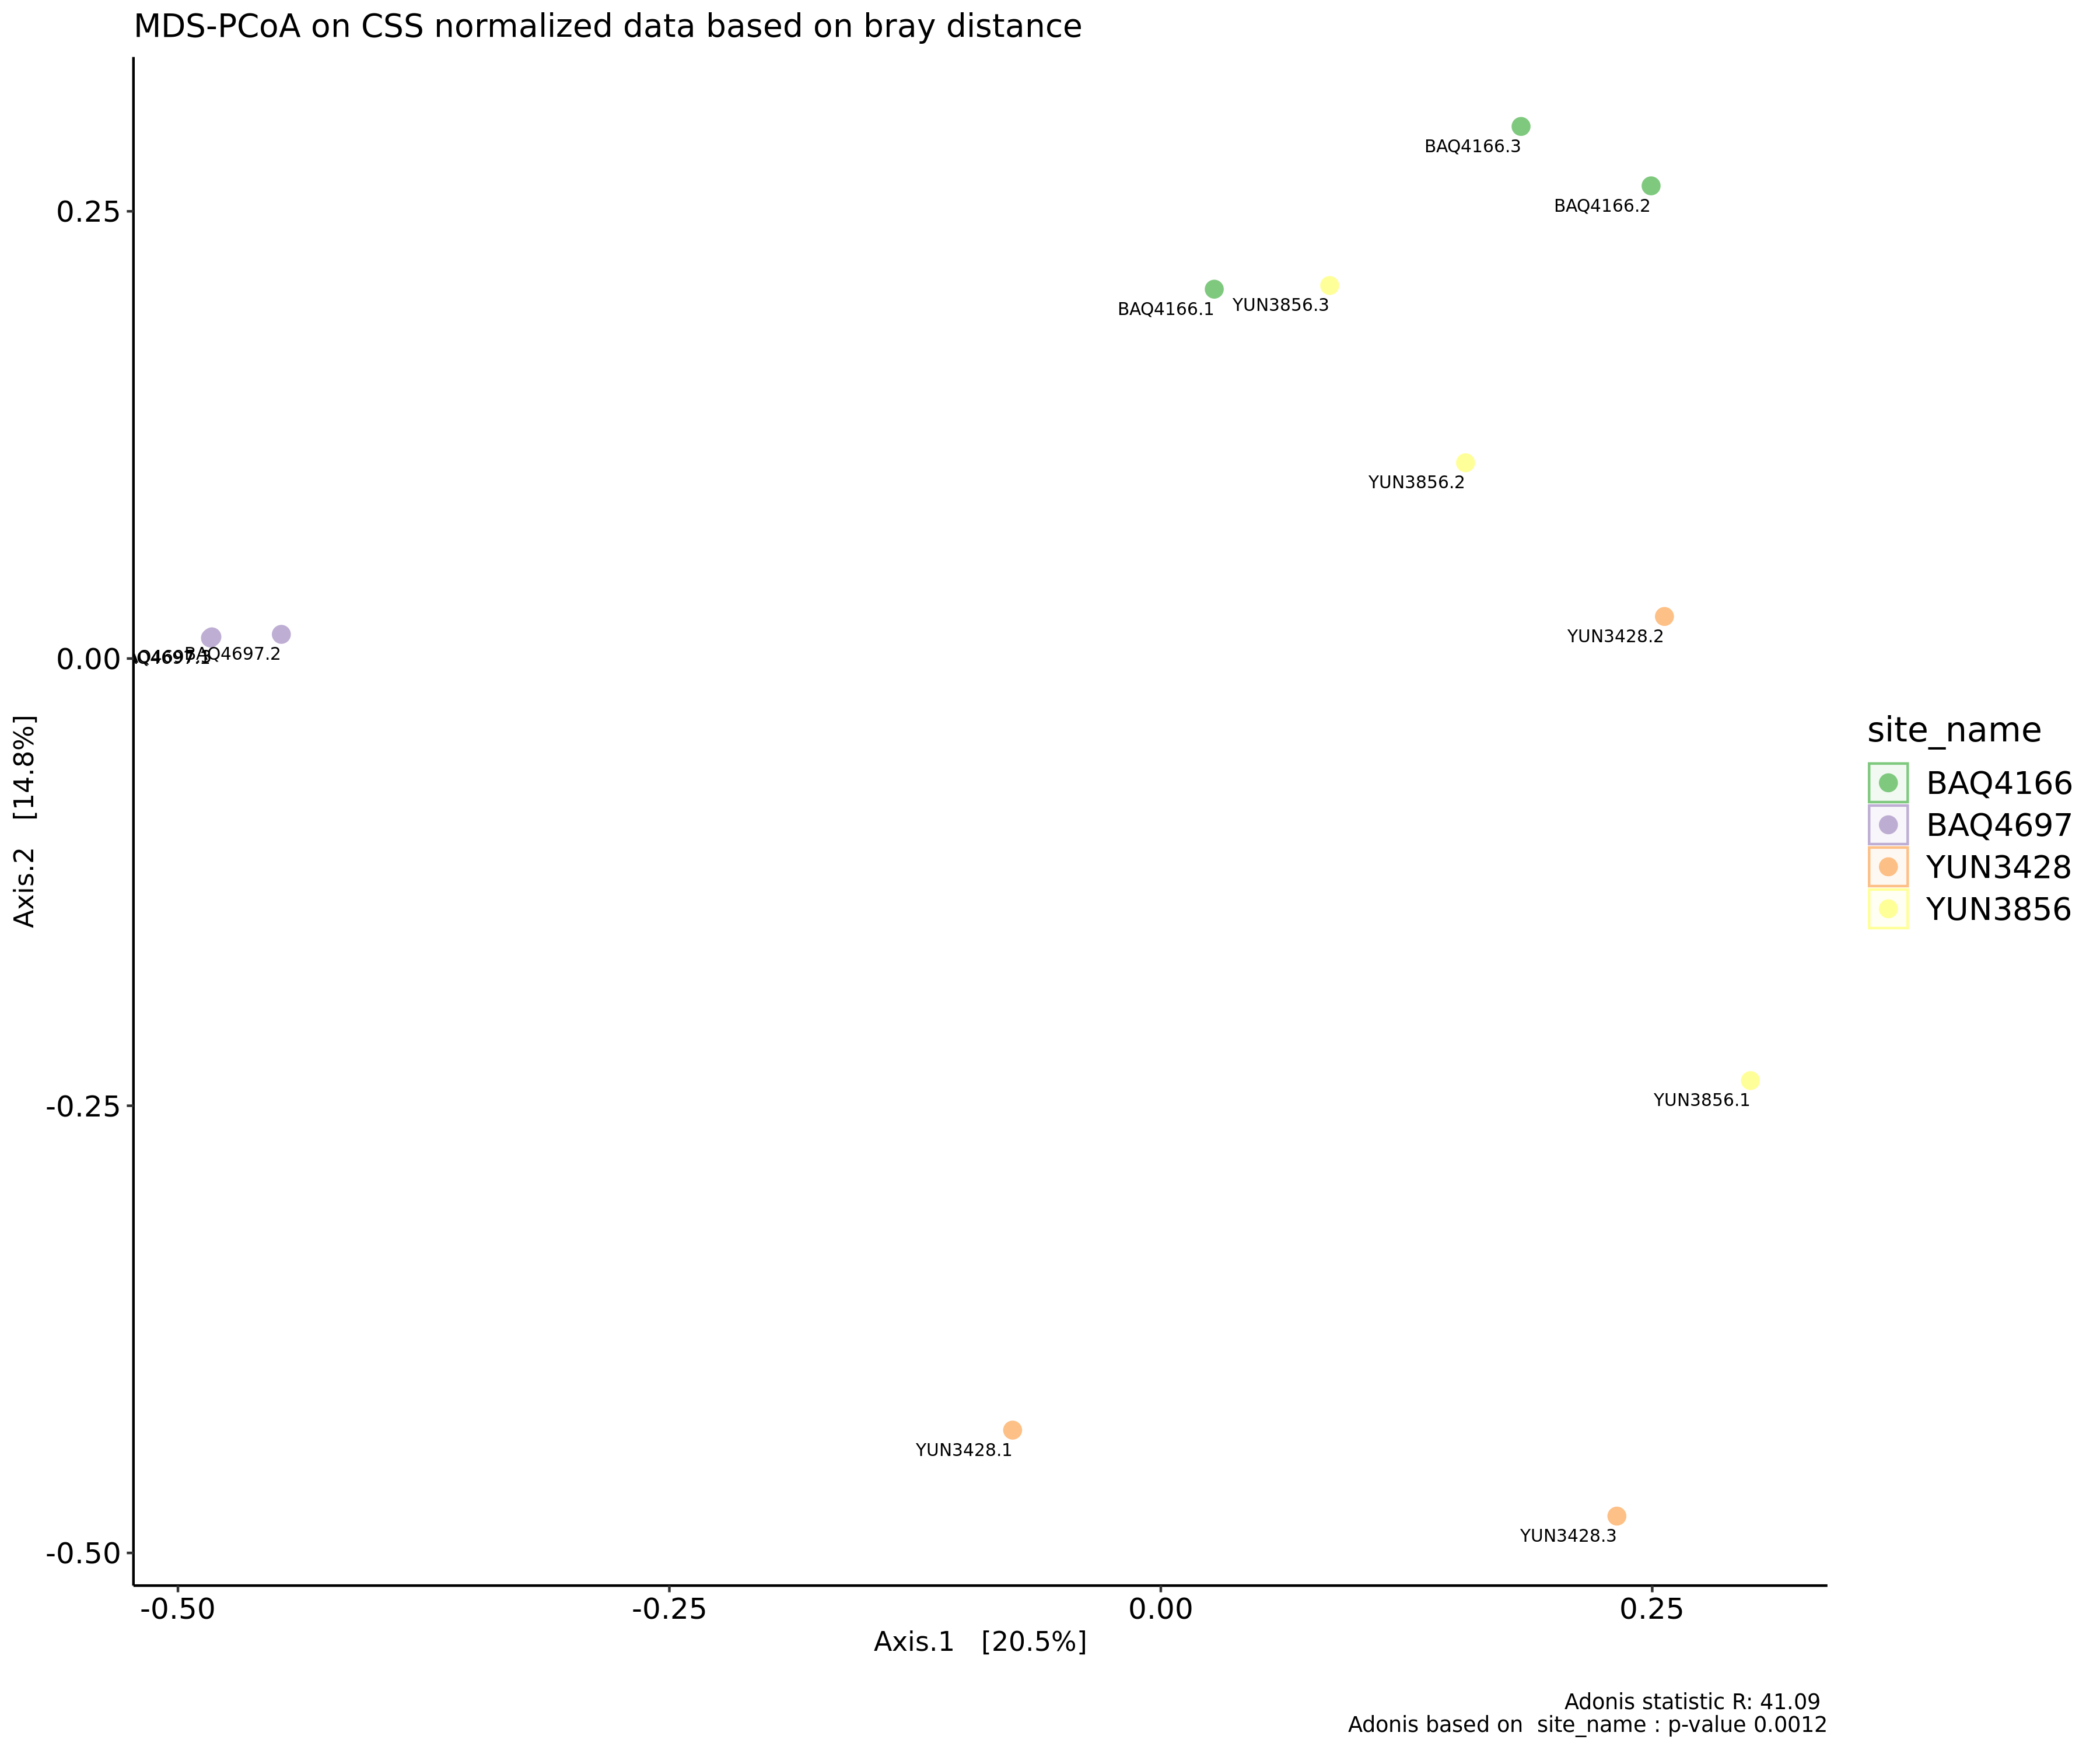 MDS-PCoA on CSS normalized data based on bray distance
BAQ4166.3
BAQ4166.2
0.25
BAQ4166.1
YUN3856.3
YUN3856.2
YUN3428.2
BAQ4697.2
0.00
Axis.2 [14.8%]
site_name
BAQ4166
BAQ4697
YUN3428
YUN3856
-0.25
YUN3856.1
YUN3428.1
YUN3428.3
-0.50
-0.50
-0.25
0.00
0.25
Axis.1 [20.5%]
Adonis statistic R: 41.09
Adonis based on site_name : p-value 0.0012